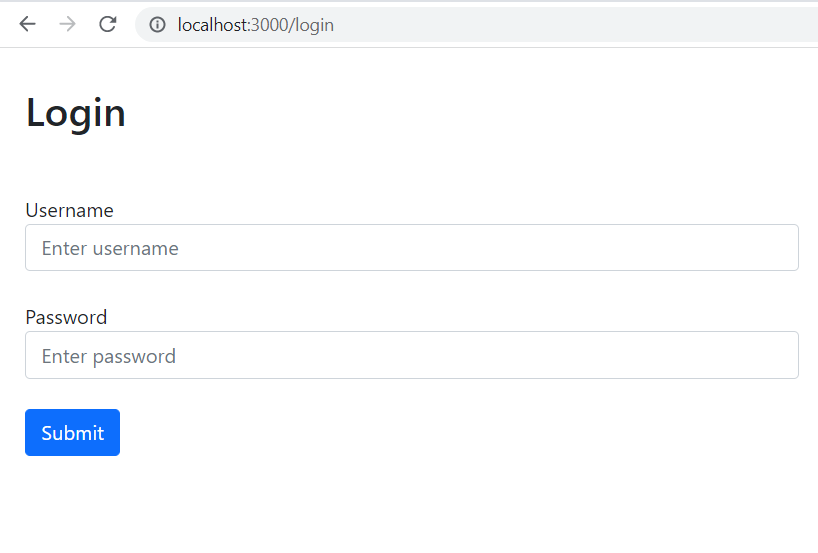 localhost:3000/login
Login
Username
Enter username
Password
Enter password
Submit